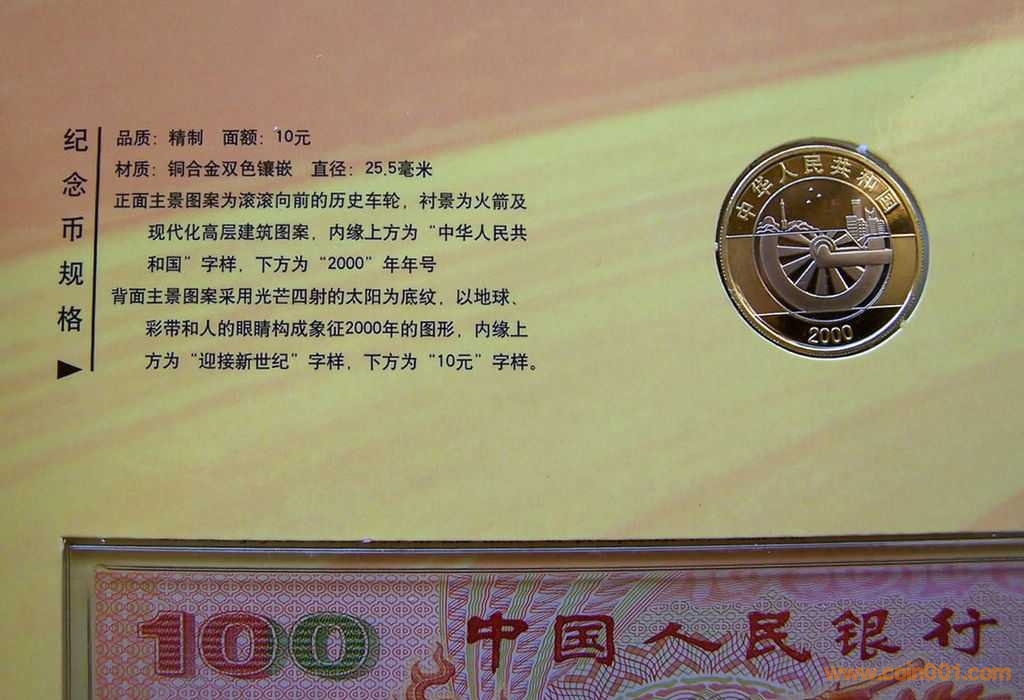 纪念币规格
品质：精制 面额：10元
材质：铜合金双色镶嵌 直径：25.5毫米
正面主景图案为滚滚向前的历史车轮，衬景为火箭及
现代化高层建筑图案，内缘上方为“中华人民共
和国”字样，下方为“2000”年年号
背面主景图案采用光芒四射的太阳为底纹，以地球、
彩带和人的眼睛构成象征2000年的图形，内缘上
方为“迎接新世纪”字样，下方为“10元”字样。
中华人民共和国
2000
100 中国人民银行
www.coin001.com